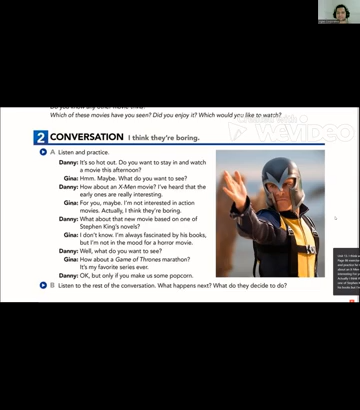 Which of these movies have you seen? Did you enjoy it? Which would you like to watch?
WEVIDEO
2 CONVERSATION I think they're boring.
A Listen and practice.
Danny: It's so hot out. Do you want to stay in and watch
a movie this afternoon?
Gina: Hmm. Maybe. What do you want to see?
Danny: How about an X-Men movie? I've heard that the
early ones are really interesting.
Gina: For you, maybe. I'm not interested in action
movies. Actually, I think they're boring.
Danny: What about that new movie based on one of
Stephen King's novels?
Gina: I don't know. I'm always fascinated by his books,
but I'm not in the mood for a horror movie.
Danny: Well, what do you want to see?
Gina: How about a Game of Thrones marathon?
It's my favorite series ever.
Danny: OK, but only if you make us some popcorn.
B Listen to the rest of the conversation. What happens next? What do they decide to do?